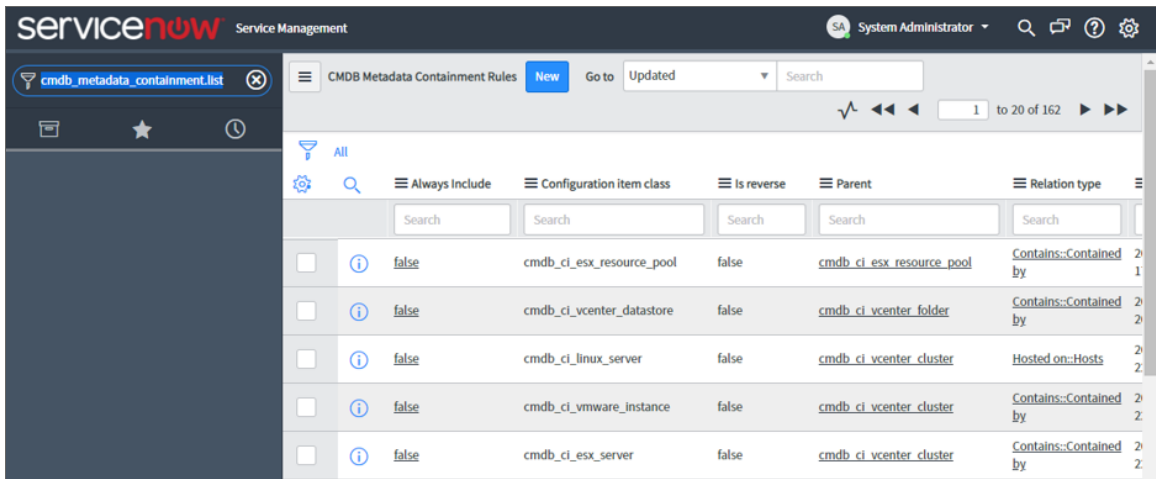 servicenow Service Management
SA System Administrator
cmdb_metadata_containment.list
CMDB Metadata Containment Rules New Go to Updated Search
1 to 20 of 162
All
Always Include Configuration item class Is reverse Parent Relation type
Search Search Search Search Search
false cmdb_ci_esx_resource_pool false cmdb_ci_esx_resource_pool Contains::Contained
by
false cmdb_ci_vcenter_datastore false cmdb_ci_vcenter_folder Contains::Contained
by
false cmdb_ci_linux_server false cmdb_ci_vcenter_cluster Hosted on::Hosts
false cmdb_ci_vmware_instance false cmdb_ci_vcenter_cluster Contains::Contained
by
false cmdb_ci_esx_server false cmdb_ci_vcenter_cluster Contains::Contained
by